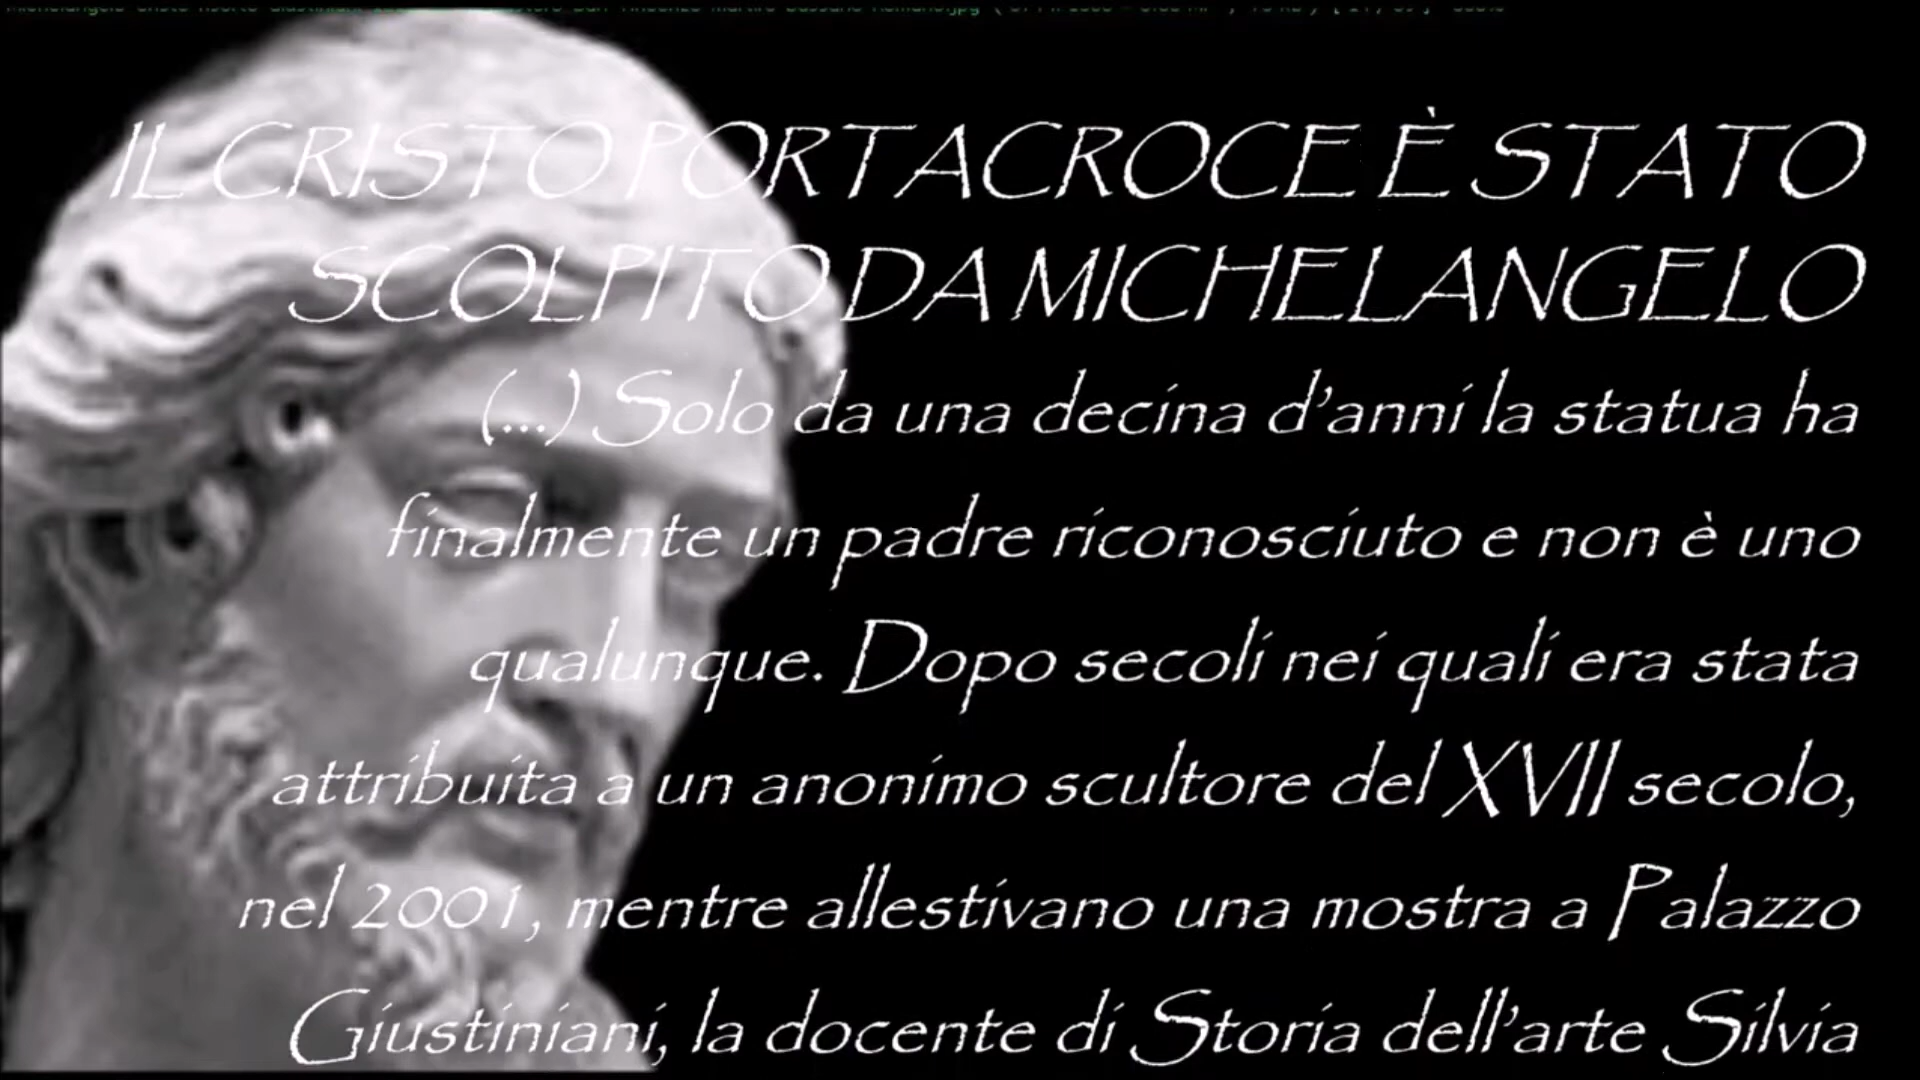 IL CRISTO PORTACROCE È STATO
SCOLPITO DA MICHELANGELO
(...) Solo da una decina d’anni la statua ha
finalmente un padre riconosciuto e non è uno
qualunque. Dopo secoli nei quali era stata
attribuita a un anonimo scultore del XVII secolo,
nel 2001, mentre allestivano una mostra a Palazzo
Giustiniani, la docente di Storia dell’arte Silvia